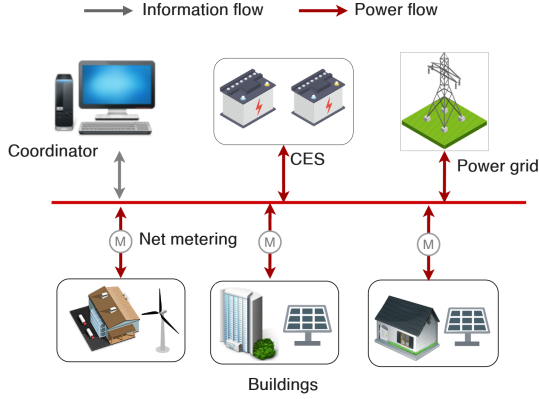 Information flow
Power flow
Coordinator
CES
Power grid
M
Net metering
M
M
Buildings